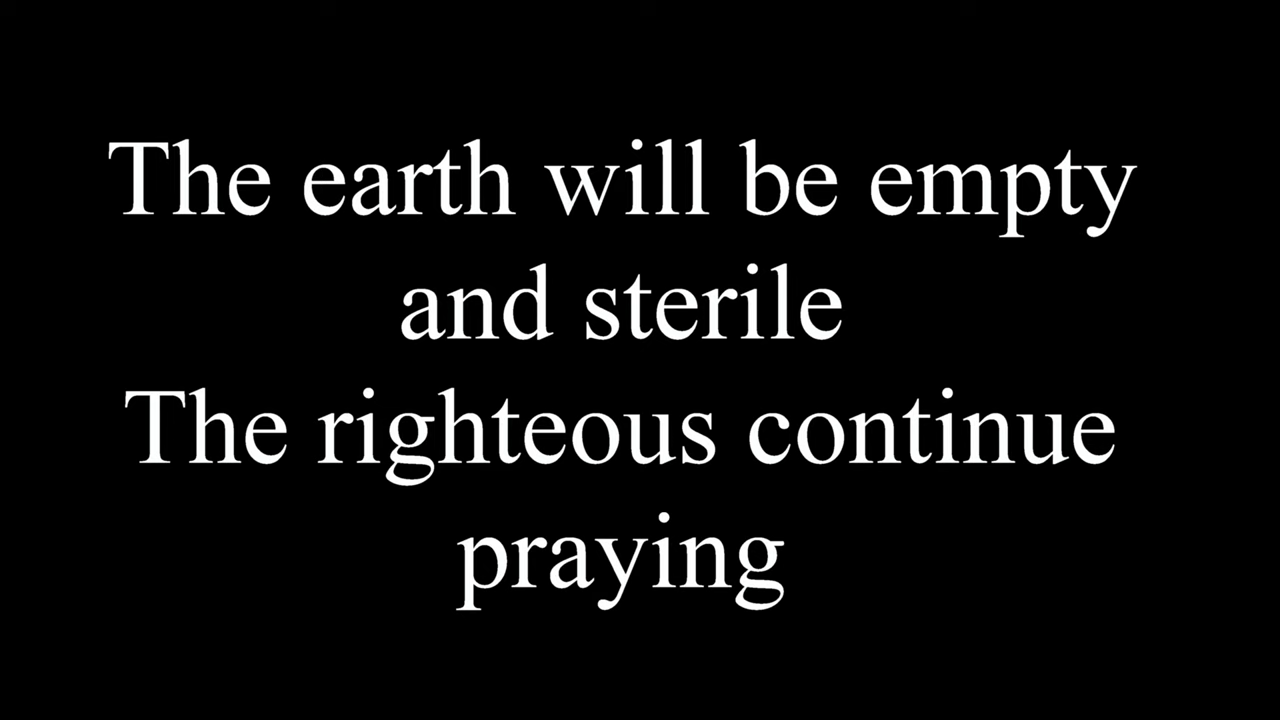 The earth will be empty
and sterile
The righteous continue
praying